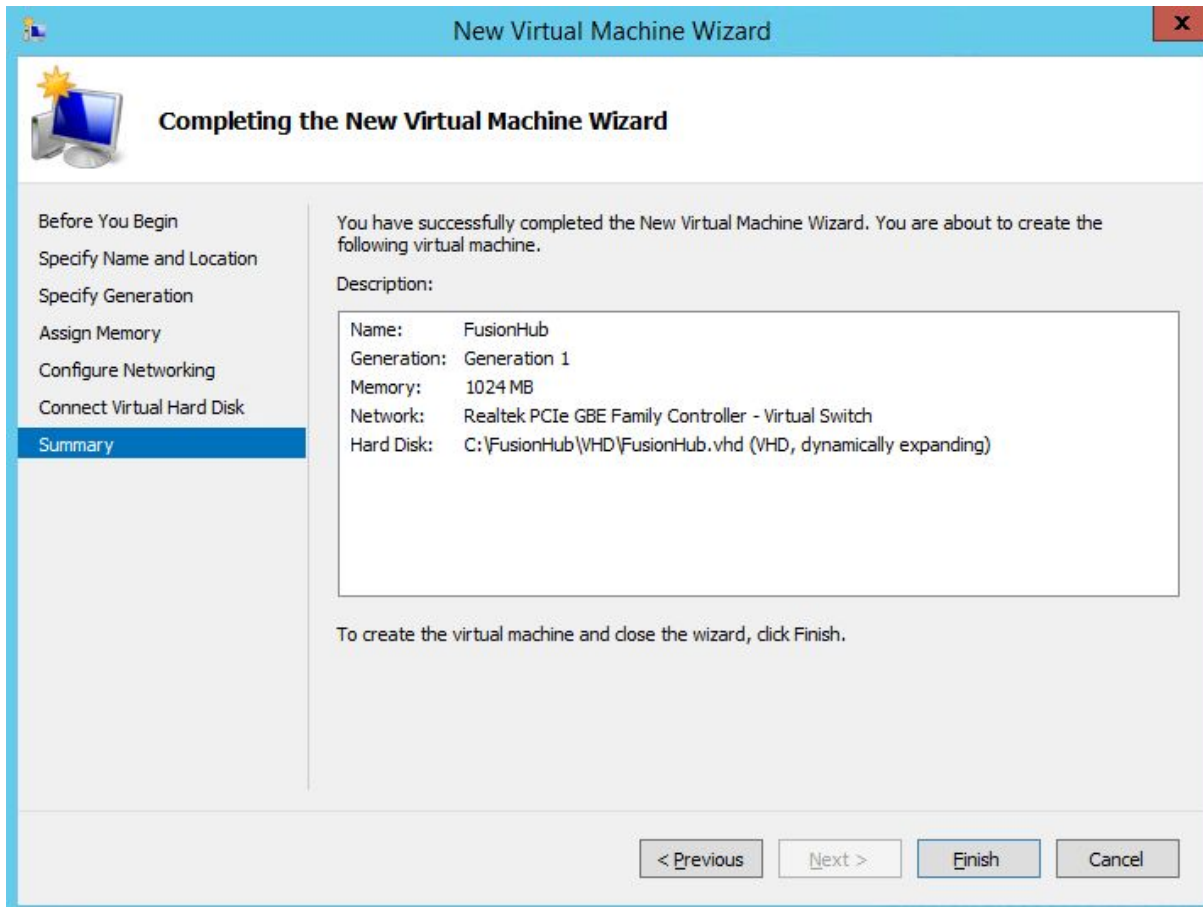 New Virtual Machine Wizard
x
Completing the New Virtual Machine Wizard
Before You Begin
Specify Name and Location
Specify Generation
Assign Memory
Configure Networking
Connect Virtual Hard Disk
Summary
You have successfully completed the New Virtual Machine Wizard. You are about to create the
following virtual machine.
Description:
Name: FusionHub
Generation: Generation 1
Memory: 1024 MB
Network: Realtek PCIe GBE Family Controller - Virtual Switch
Hard Disk: C:\FusionHub\VHD\FusionHub.vhd (VHD, dynamically expanding)
To create the virtual machine and close the wizard, click Finish.
< Previous Next > Finish Cancel